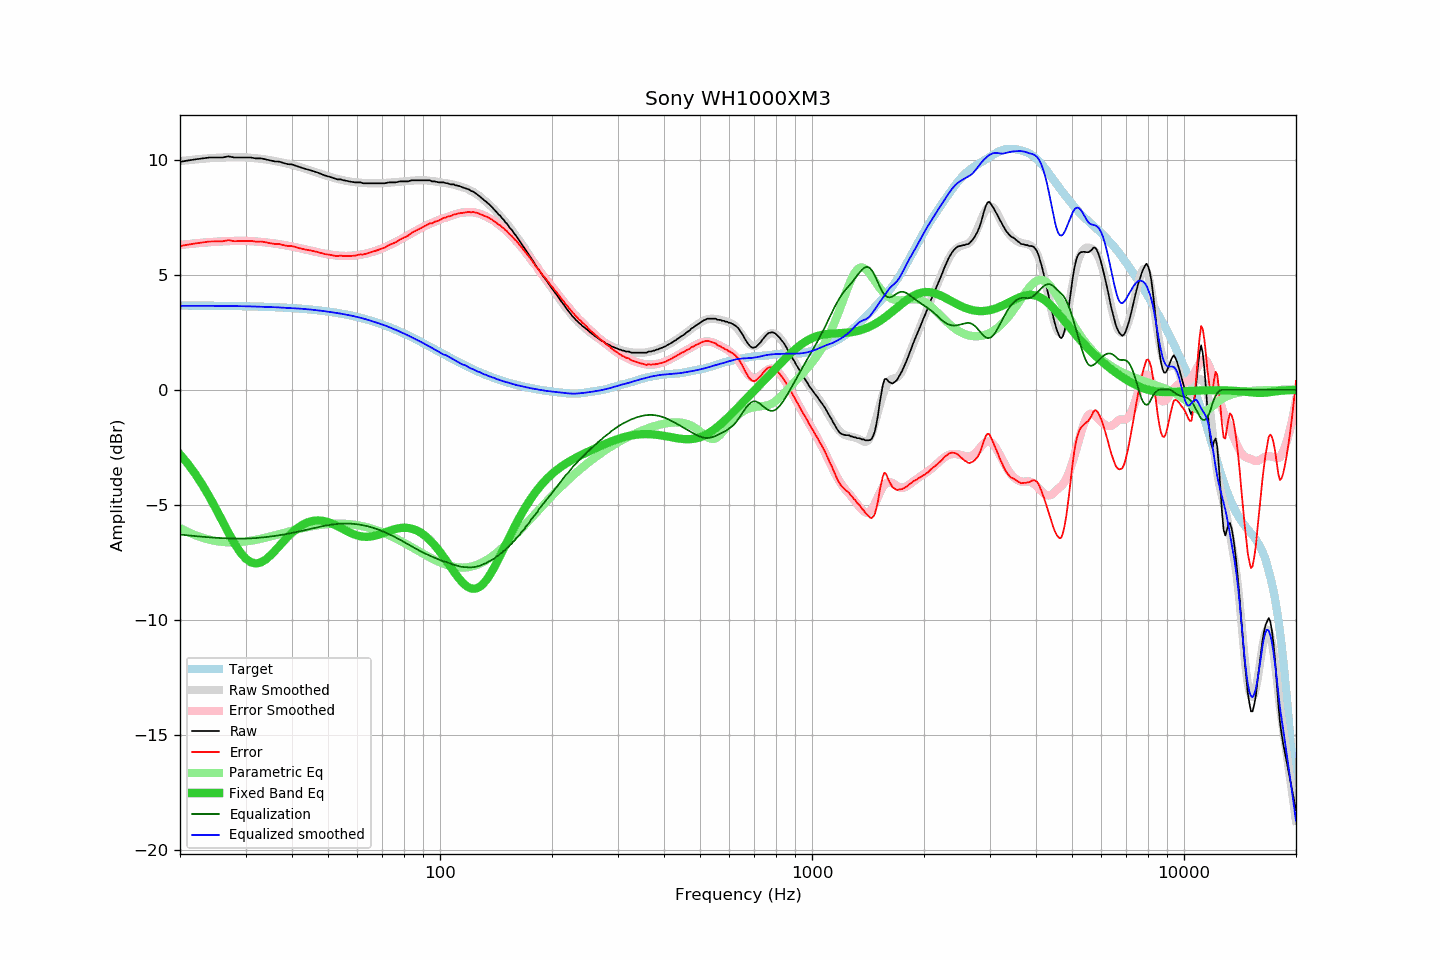 Sony WH1000XM3
Amplitude (dBr)
10
5
0
−5
−10
−15
−20
Target
Raw Smoothed
Error Smoothed
Raw
Error
Parametric Eq
Fixed Band Eq
Equalization
Equalized smoothed
100
1000
10000
Frequency (Hz)